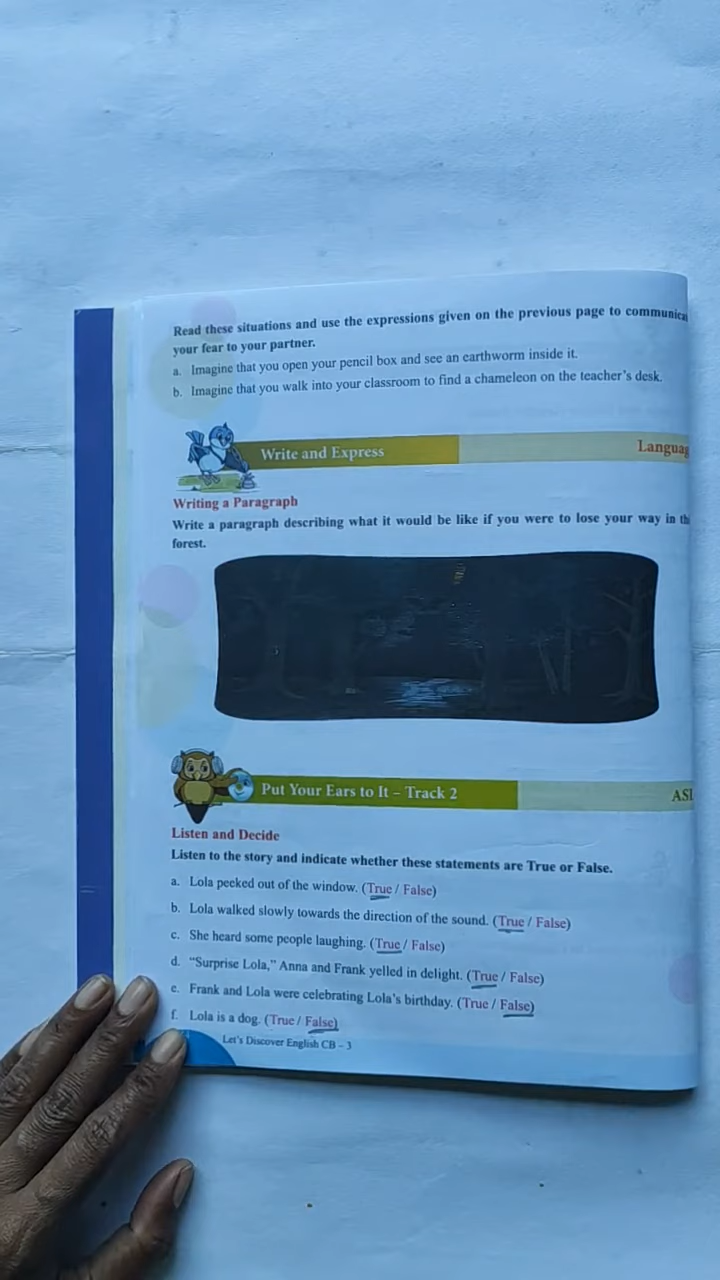 Read these situations and use the expressions given on the previous page to
your fear to your partner.
a. Imagine that you open your pencil box and see an earthworm inside it.
b. Imagine that you walk into your classroom to find a chameleon on the teacher's desk.
Write and Express
Writing a Paragraph
Write a paragraph describing what it would be like if you were to lose your way in
forest.
Put Your Ears to It – Track 2
Listen and Decide
Listen to the story and indicate whether these statements are True or False.
a. Lola peeked out of the window. (True / False)
b. Lola walked slowly towards the direction of the sound. (True / False)
c. She heard some people laughing. (True / False)
d. “Surprise Lola,” Anna and Frank yelled in delight. (True / False)
e. Frank and Lola were celebrating Lola's birthday. (True / False)
f. Lola is a dog. (True / False)
Let's Discover English CB – 3